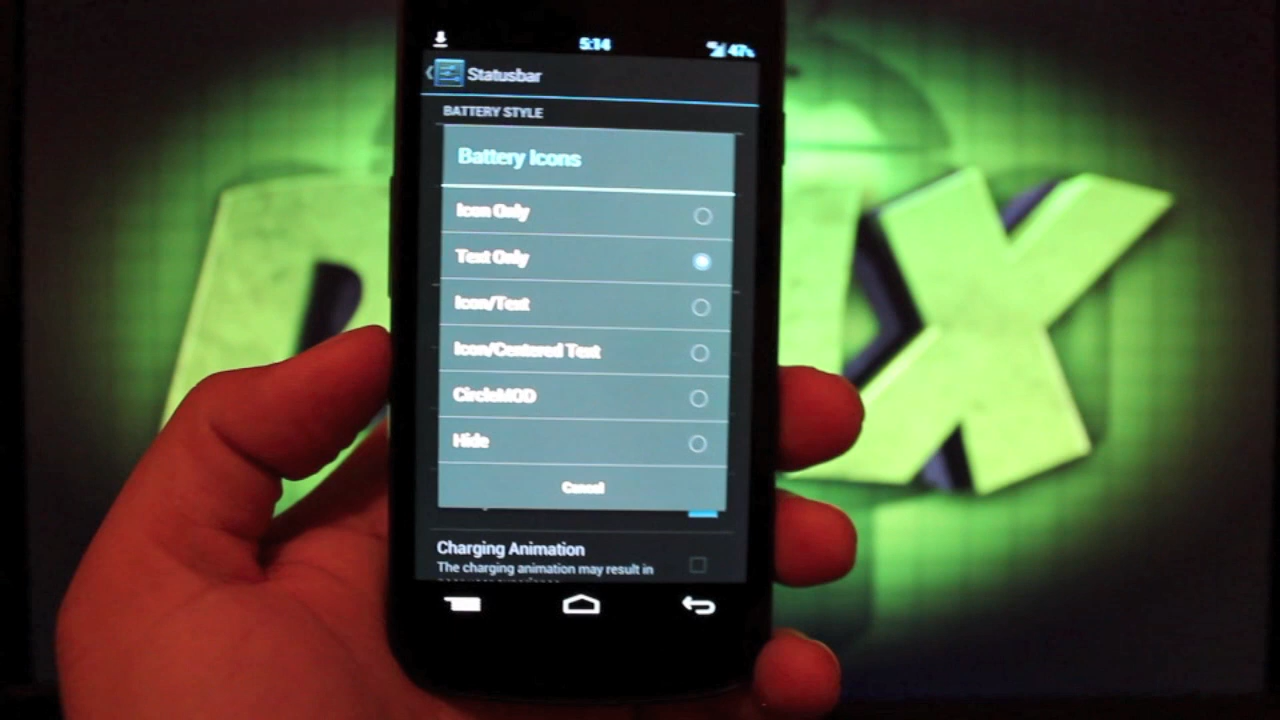 5:14
47%
Statusbar
BATTERY STYLE
Battery Icons
Icon Only
Text Only
Icon/Text
Icon/Centered Text
CircleMOD
Hide
Cancel
Charging Animation
The charging animation may result in
X